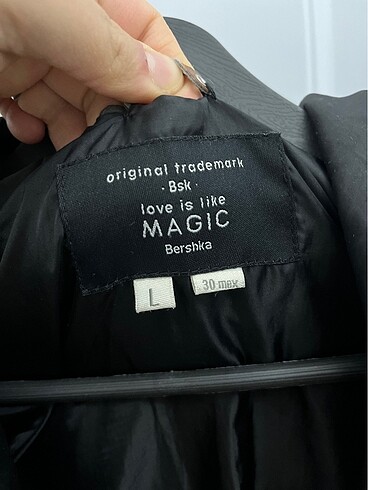 original trademark
· Bsk ·
love is like
MAGIC
Bershka
L
30 max